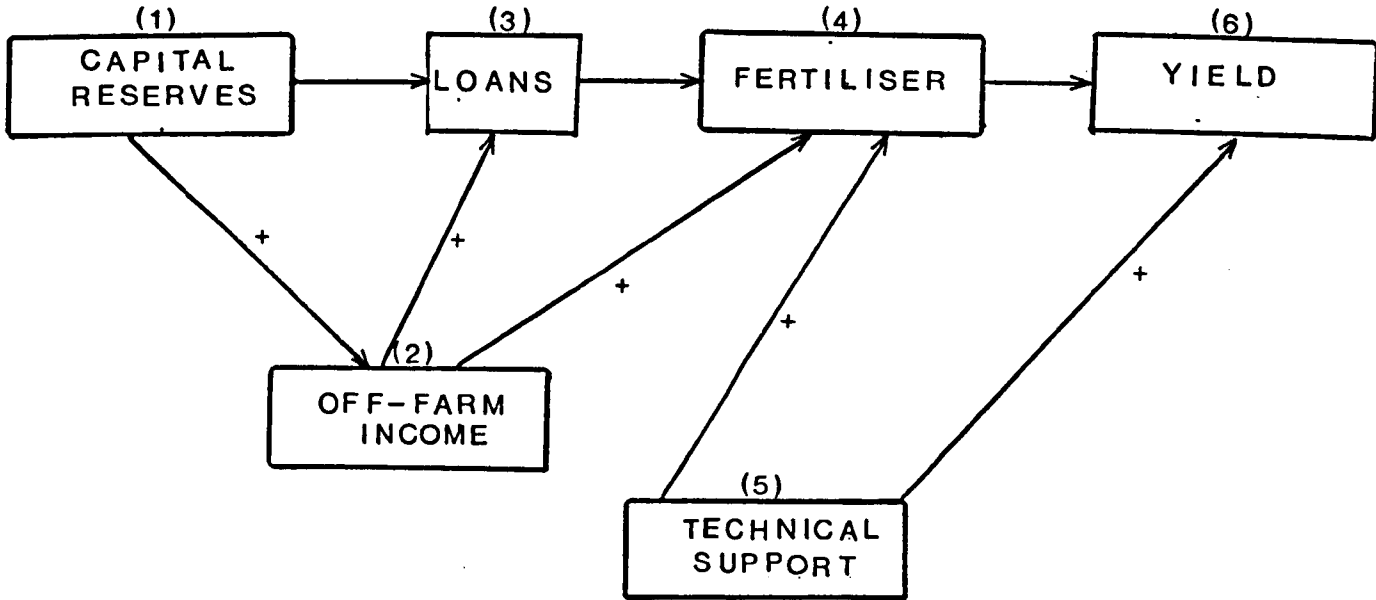 (1)
CAPITAL
RESERVES
(3)
LOANS
(4)
FERTILISER
(6)
YIELD
+
+
+
+
+
(2)
OFF-FARM
INCOME
(5)
TECHNICAL
SUPPORT